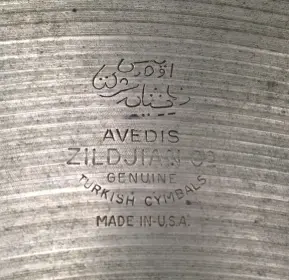 AVEDIS
ZILDJIAN CO.
GENUINE
TURKISH CYMBALS
MADE IN U.S.A.